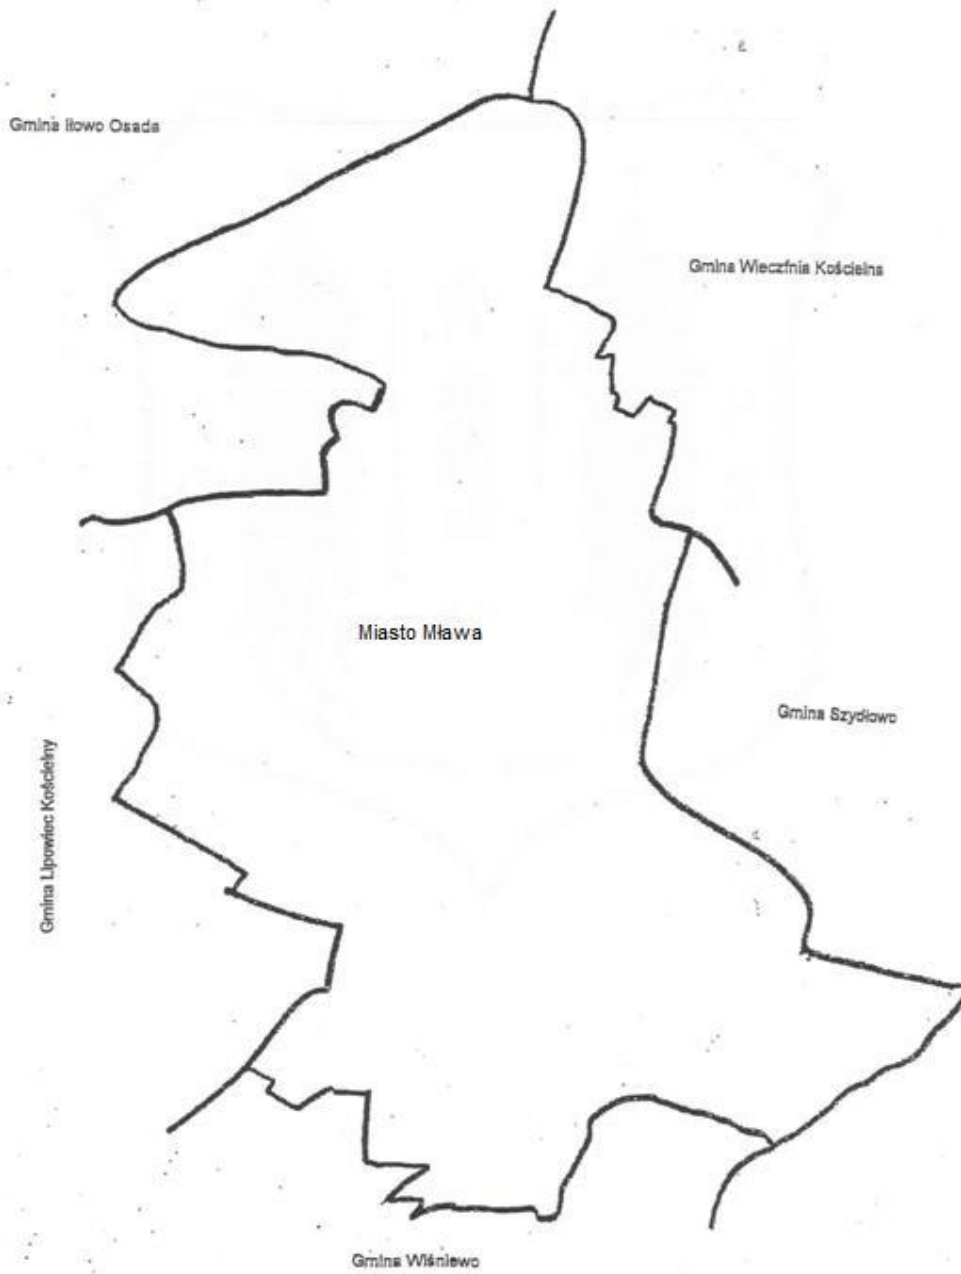 Gmina Iłowo Osada
Gmina Wieczfnia Kościelna
Miasto Mława
Gmina Szydłowo
Gmina Lipowiec Kościelny
Gmina Wiśniewo